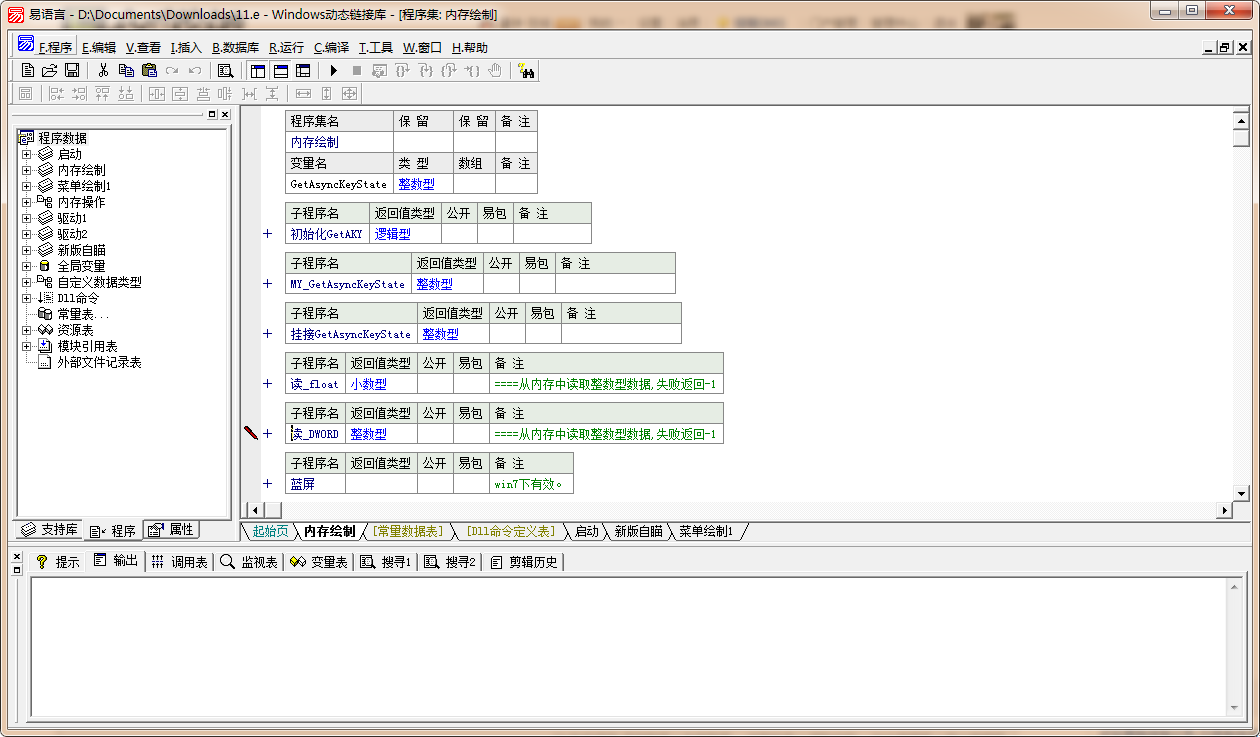 易语言 - D:\Documents\Downloads\11.e - Windows动态链接库 - [程序集: 内存绘制]
F.程序 E.编辑 V.查看 I.插入 B.数据库 R.运行 C.编译 T.工具 W.窗口 H.帮助
程序数据
启动
内存绘制
菜单绘制1
内存操作
驱动1
驱动2
新版自瞄
全局变量
自定义数据类型
Dll命令
常量表...
资源表
模块引用表
外部文件记录表
支持库 程序 属性
程序集名 保 留 保 留 备 注
内存绘制
变量名 类 型 数组 备 注
GetAsyncKeyState 整数型
子程序名 返回值类型 公开 易包 备 注
初始化GetAKY 逻辑型
子程序名 返回值类型 公开 易包 备 注
MY_GetAsyncKeyState 整数型
子程序名 返回值类型 公开 易包 备 注
挂接GetAsyncKeyState 整数型
子程序名 返回值类型 公开 易包 备 注
读_float 小数型 ====从内存中读取整数型数据,失败返回-1
子程序名 返回值类型 公开 易包 备 注
读_DWORD 整数型 ====从内存中读取整数型数据,失败返回-1
子程序名 返回值类型 公开 易包 备 注
蓝屏 win7下有效。
起始页 内存绘制 [常量数据表] [Dll命令定义表] 启动 新版自瞄 菜单绘制1
提示 输出 调用表 监视表 变量表 搜寻1 搜寻2 剪辑历史